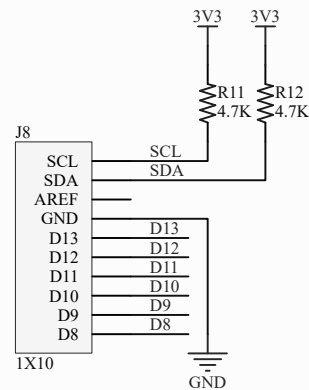 3V3 3V3
R11 R12
4.7K 4.7K
J8
SCL SCL
SDA SDA
AREF
GND
D13 D13
D12 D12
D11 D11
D10 D10
D9 D9
D8 D8
1X10
GND